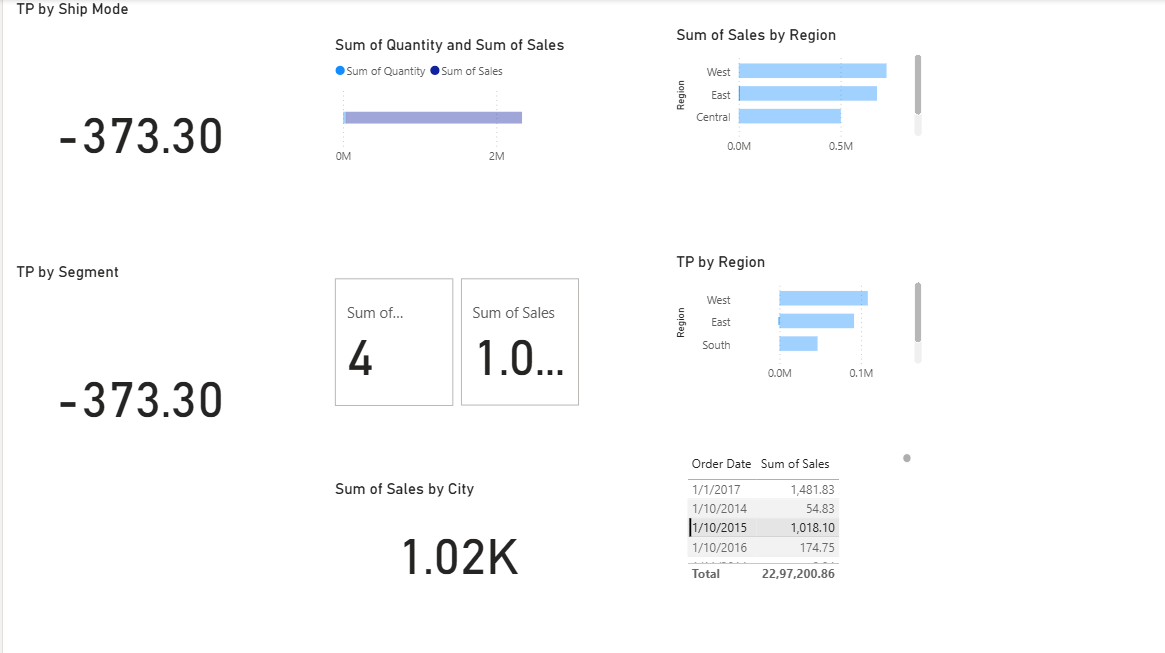 TP by Ship Mode
-373.30
TP by Segment
-373.30
Sum of Quantity and Sum of Sales
Sum of Quantity Sum of Sales
0M 2M
Sum of...
4
Sum of Sales
1.0...
Sum of Sales by City
1.02K
Sum of Sales by Region
Region
West
East
Central
0.0M 0.5M
TP by Region
Region
West
East
South
0.0M 0.1M
Order Date Sum of Sales
1/1/2017 1,481.83
1/10/2014 54.83
1/10/2015 1,018.10
1/10/2016 174.75
Total 22,97,200.86